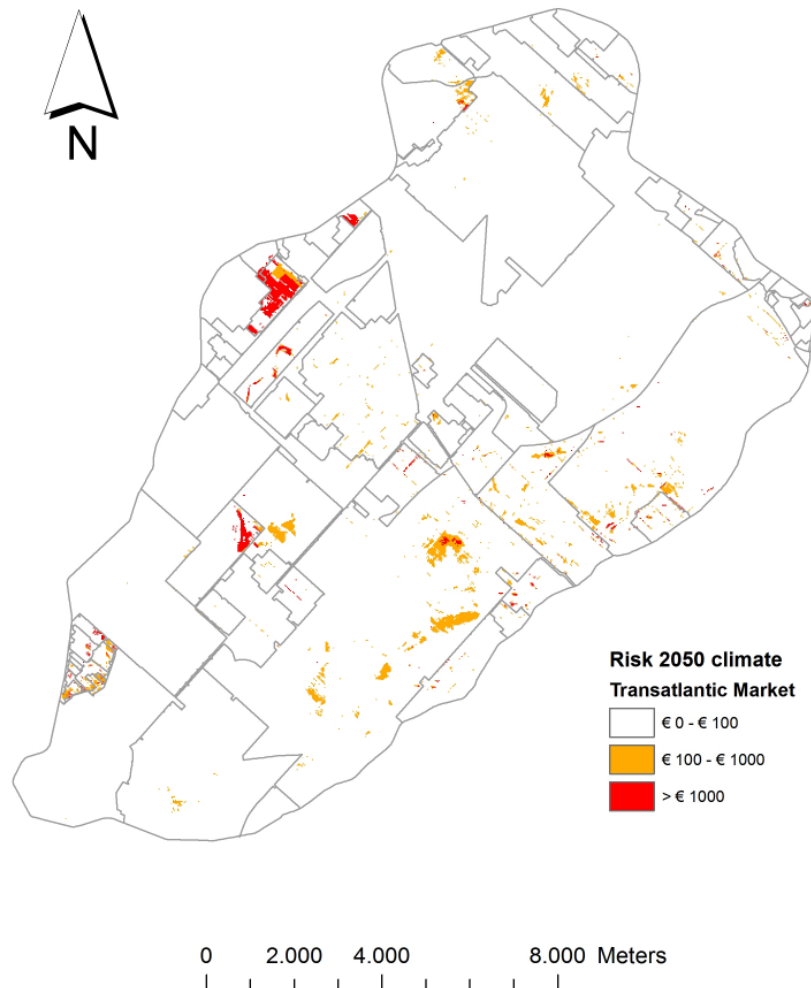 N
Risk 2050 climate
Transatlantic Market
€ 0 - € 100
€ 100 - € 1000
> € 1000
0 2.000 4.000 8.000 Meters